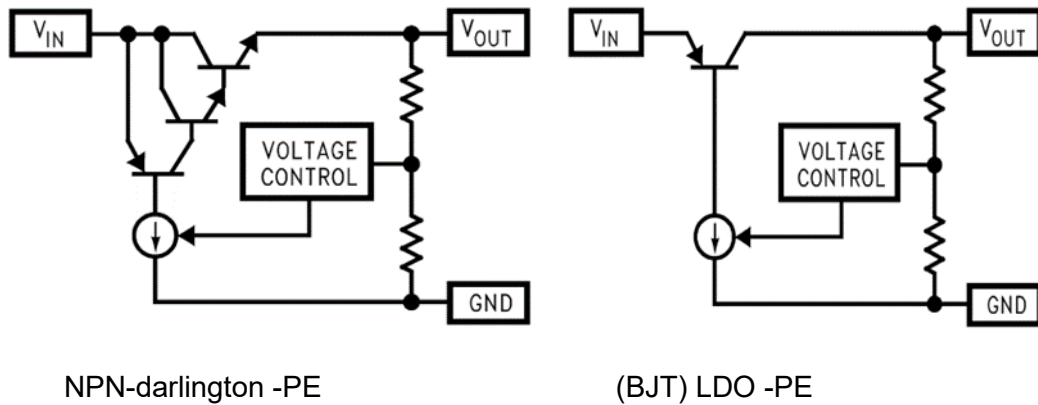 VIN
VOUT
VOLTAGE
CONTROL
GND
NPN-darlington -PE
VIN
VOUT
VOLTAGE
CONTROL
GND
(BJT) LDO -PE